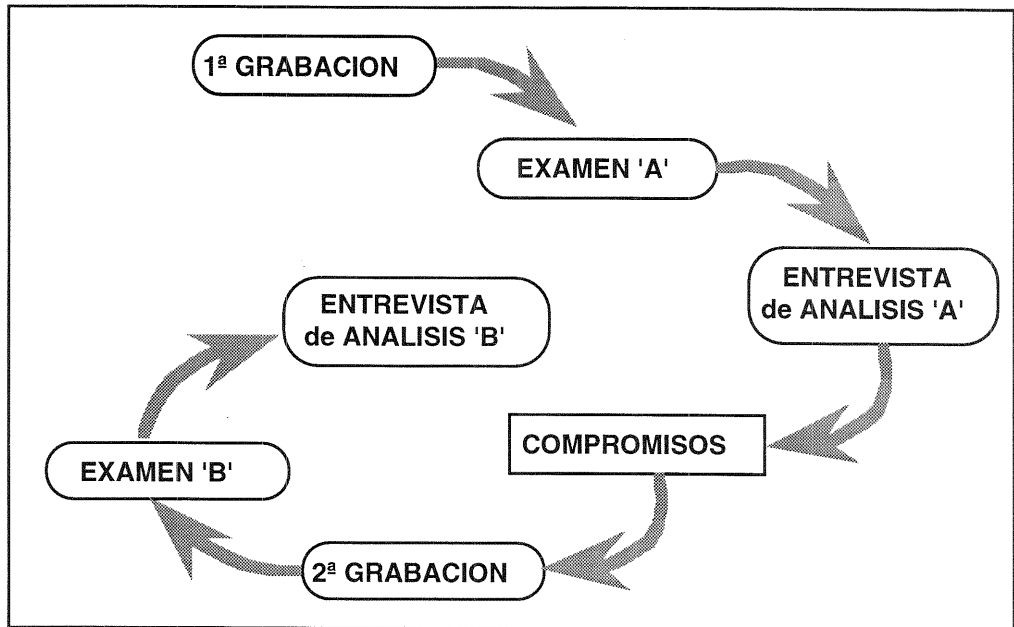 1ª GRABACION
EXAMEN 'A'
ENTREVISTA
de ANALISIS 'A'
COMPROMISOS
2ª GRABACION
EXAMEN 'B'
ENTREVISTA
de ANALISIS 'B'